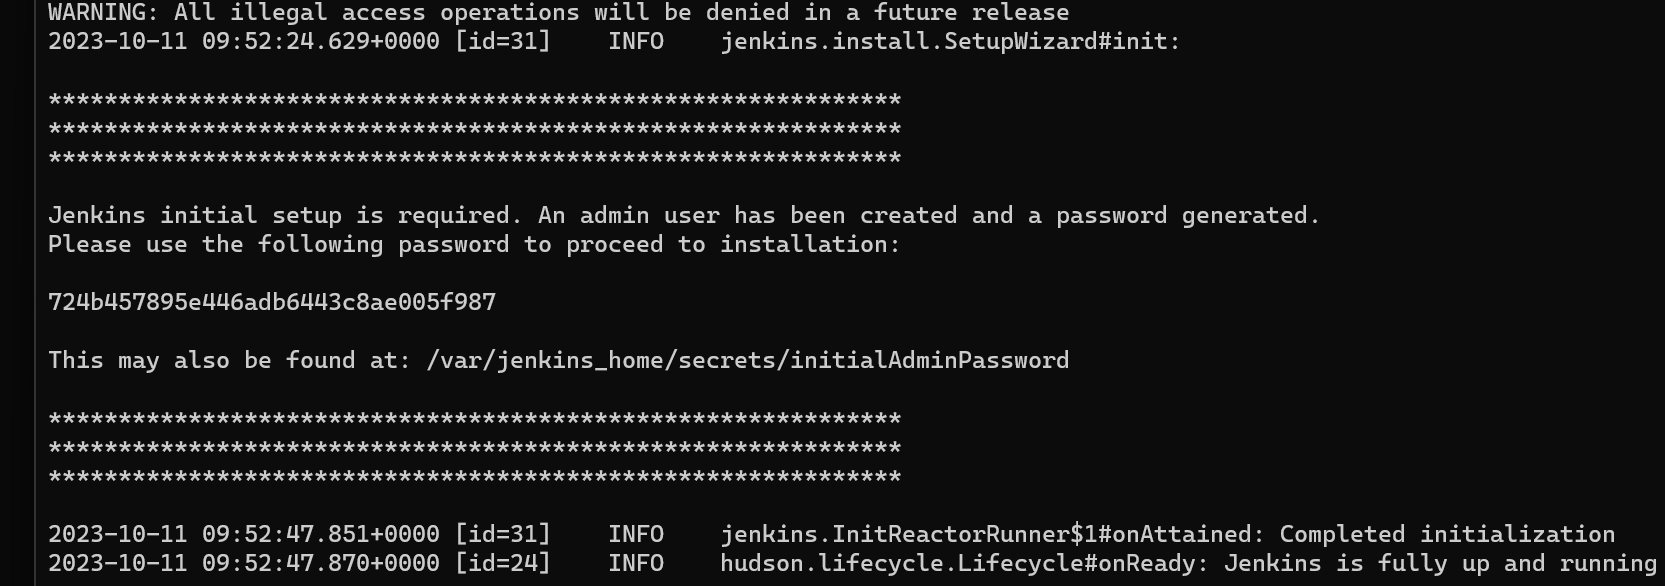 WARNING: All illegal access operations will be denied in a future release
2023-10-11 09:52:24.629+0000 [id=31]    INFO    jenkins.install.SetupWizard#init:
*************************************************************
*************************************************************
*************************************************************
Jenkins initial setup is required. An admin user has been created and a password generated.
Please use the following password to proceed to installation:
724b457895e446adb6443c8ae005f987
This may also be found at: /var/jenkins_home/secrets/initialAdminPassword
*************************************************************
*************************************************************
*************************************************************
2023-10-11 09:52:47.851+0000 [id=31]    INFO    jenkins.InitReactorRunner$1#onAttained: Completed initialization
2023-10-11 09:52:47.870+0000 [id=24]    INFO    hudson.lifecycle.Lifecycle#onReady: Jenkins is fully up and running